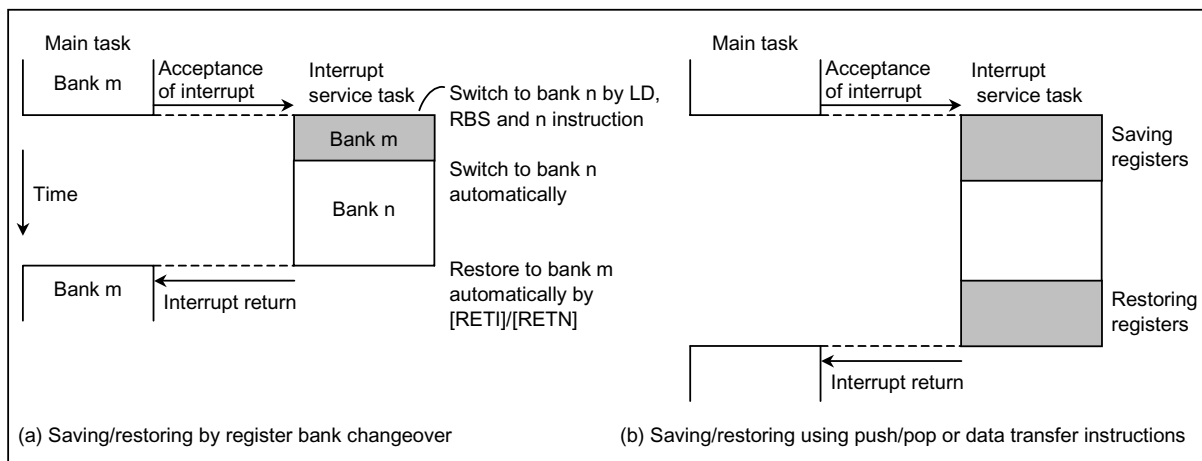 Main task
Bank m
Acceptance
of interrupt
Interrupt
service task
Switch to bank n by LD,
RBS and n instruction
Bank m
Switch to bank n
automatically
Time
Bank n
Restore to bank m
automatically by
[RETI]/[RETN]
Bank m
Interrupt return
(a) Saving/restoring by register bank changeover
Main task
Acceptance
of interrupt
Interrupt
service task
Saving
registers
Restoring
registers
Interrupt return
(b) Saving/restoring using push/pop or data transfer instructions